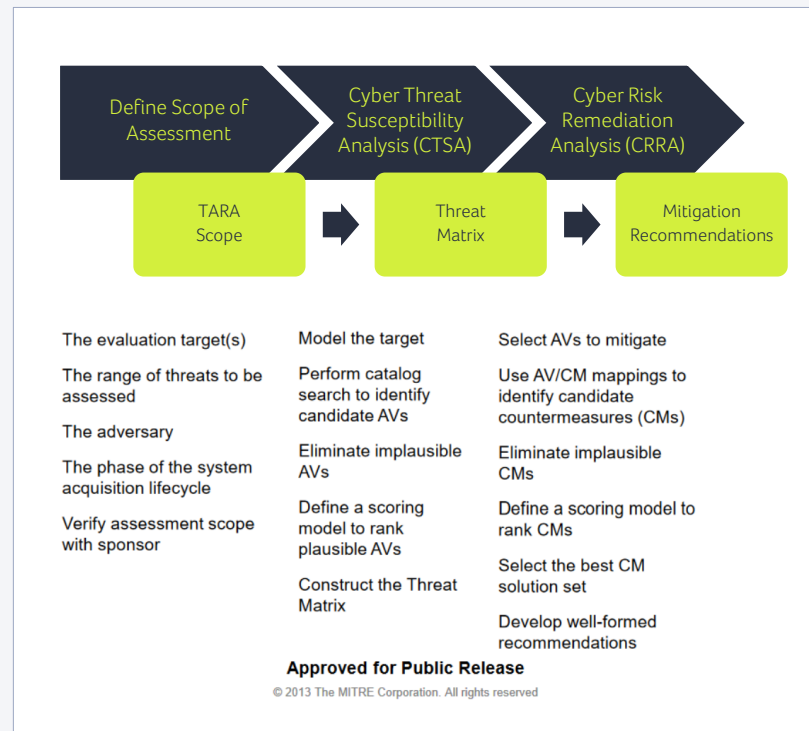 Define Scope of
Assessment
Cyber Threat
Susceptibility
Analysis (CTSA)
Cyber Risk
Remediation
Analysis (CRRA)
TARA
Scope
Threat
Matrix
Mitigation
Recommendations
The evaluation target(s)
The range of threats to be
assessed
The adversary
The phase of the system
acquisition lifecycle
Verify assessment scope
with sponsor
Model the target
Perform catalog
search to identify
candidate AVs
Eliminate implausible
AVs
Define a scoring
model to rank
plausible AVs
Construct the Threat
Matrix
Select AVs to mitigate
Use AV/CM mappings to
identify candidate
countermeasures (CMs)
Eliminate implausible
CMs
Define a scoring model to
rank CMs
Select the best CM
solution set
Develop well-formed
recommendations
Approved for Public Release
© 2013 The MITRE Corporation. All rights reserved